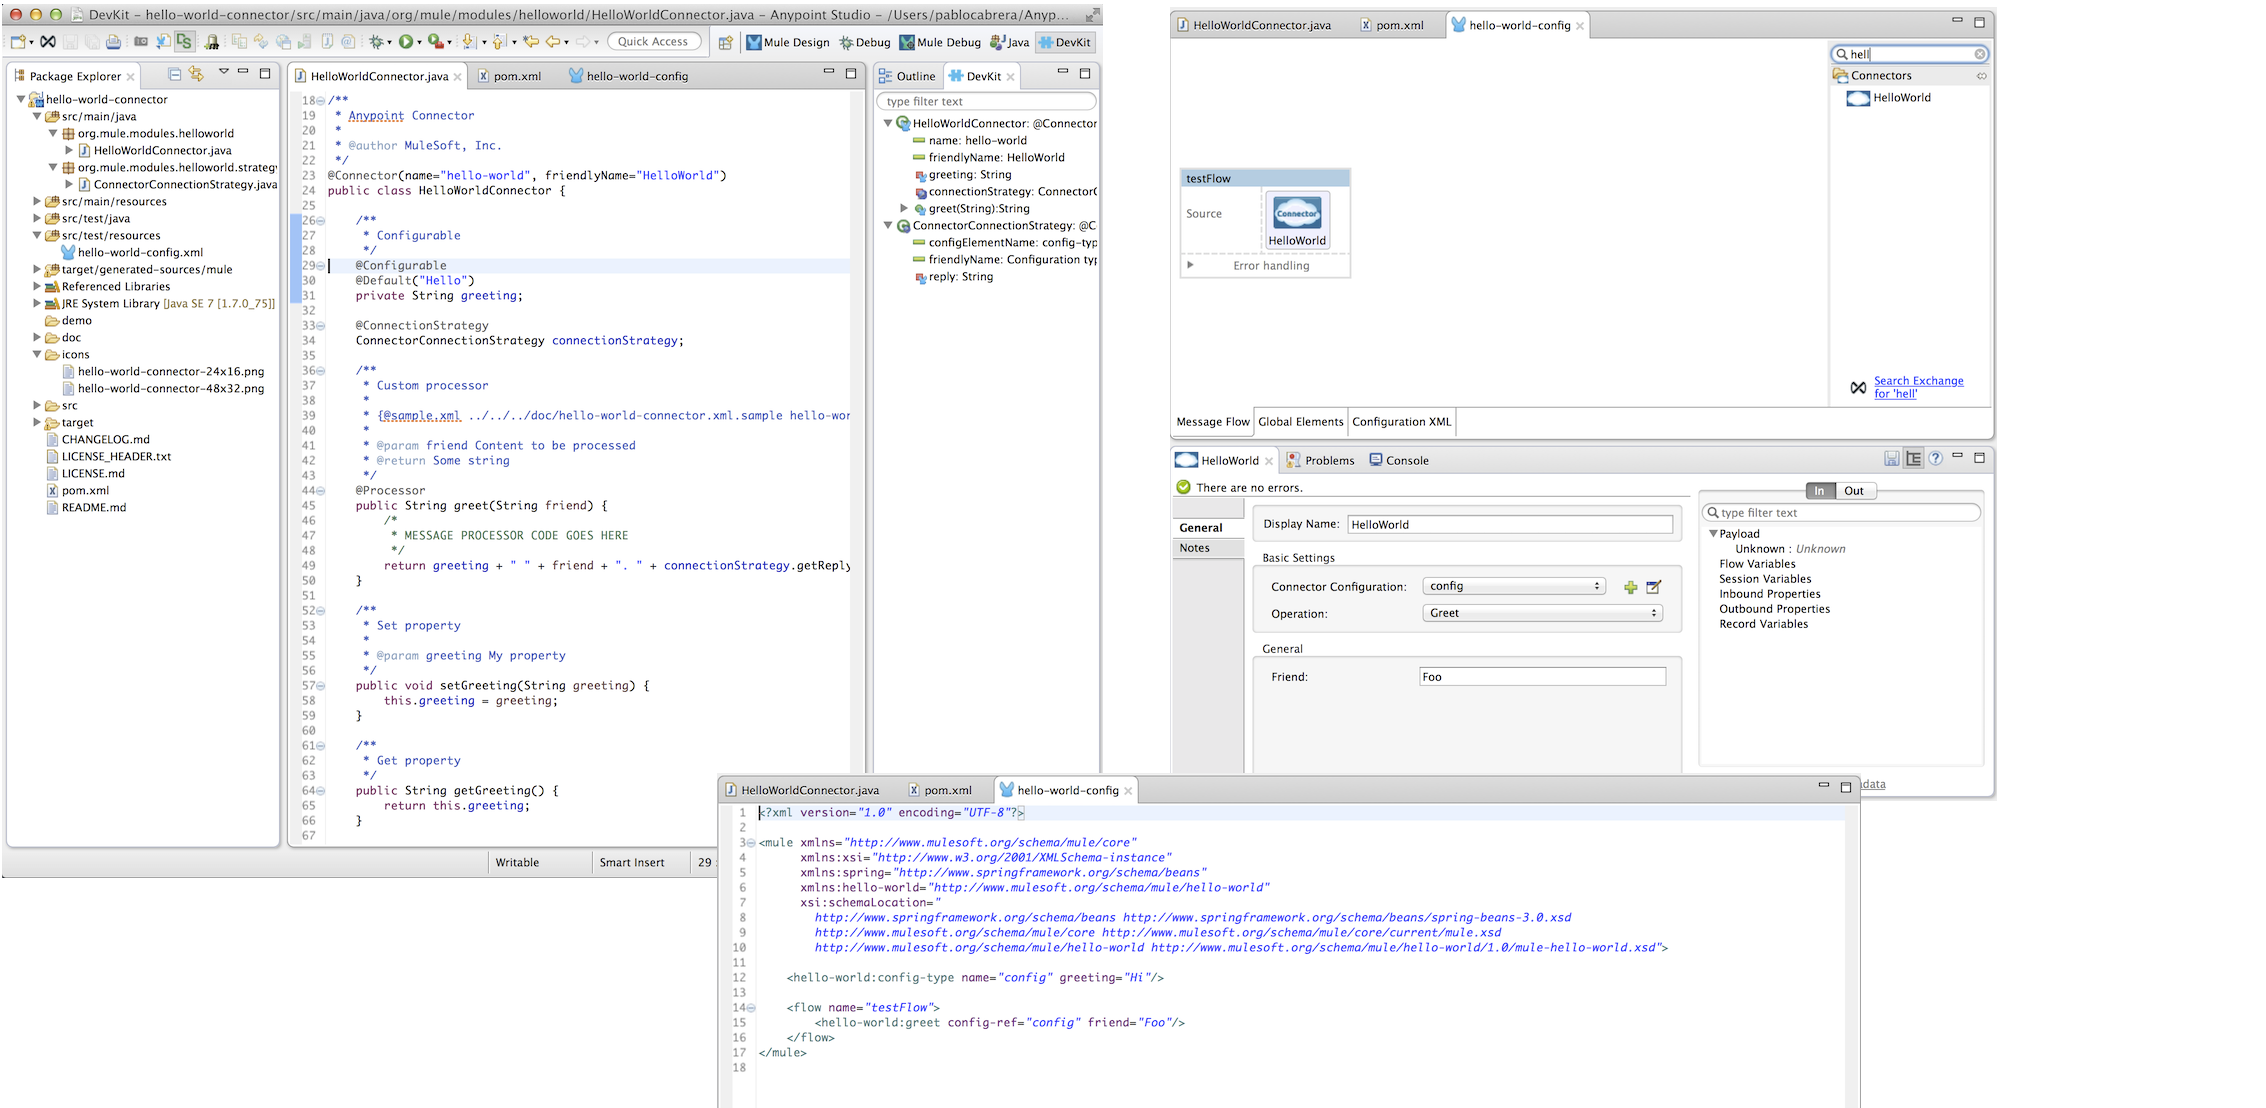 DevKit – hello-world-connector/src/main/java/org/mule/modules/helloworld/HelloWorldConnector.java – Anypoint Studio – /Users/pablocabrera/Anyp...
Quick Access
Mule Design
Debug
Mule Debug
Java
DevKit
Package Explorer
hello-world-connector
src/main/java
org.mule.modules.helloworld
HelloWorldConnector.java
org.mule.modules.helloworld.strategy
ConnectorConnectionStrategy.java
src/main/resources
src/test/java
src/test/resources
hello-world-config.xml
target/generated-sources/mule
Referenced Libraries
JRE System Library [Java SE 7 [1.7.0_75]]
demo
doc
icons
hello-world-connector-24x16.png
hello-world-connector-48x32.png
src
target
CHANGELOG.md
LICENSE_HEADER.txt
LICENSE.md
pom.xml
README.md
HelloWorldConnector.java
pom.xml
hello-world-config
18 /**
19 * Anypoint Connector
20 *
21 * @author MuleSoft, Inc.
22 */
23 @Connector(name="hello-world", friendlyName="HelloWorld")
24 public class HelloWorldConnector {
25
26 /**
27 * Configurable
28 */
29 @Configurable
30 @Default("Hello")
31 private String greeting;
32
33 @ConnectionStrategy
34 ConnectorConnectionStrategy connectionStrategy;
35
36 /**
37 * Custom processor
38 *
39 * {@sample.xml ../../../doc/hello-world-connector.xml.sample hello-wor
40 *
41 * @param friend Content to be processed
42 * @return Some string
43 */
44 @Processor
45 public String greet(String friend) {
46 /*
47 * MESSAGE PROCESSOR CODE GOES HERE
48 */
49 return greeting + " " + friend + ". " + connectionStrategy.getReply
50 }
51
52 /**
53 * Set property
54 *
55 * @param greeting My property
56 */
57 public void setGreeting(String greeting) {
58 this.greeting = greeting;
59 }
60
61 /**
62 * Get property
63 */
64 public String getGreeting() {
65 return this.greeting;
66 }
67
Writable
Smart Insert
29 :
Outline
DevKit
type filter text
HelloWorldConnector: @Connector
name: hello-world
friendlyName: HelloWorld
greeting: String
connectionStrategy: ConnectorC
greet(String):String
ConnectorConnectionStrategy: @C
configElementName: config-typ
friendlyName: Configuration typ
reply: String
HelloWorldConnector.java
pom.xml
hello-world-config
hell
Connectors
HelloWorld
testFlow
Source
Connector
HelloWorld
Error handling
Search Exchange
for 'hell'
Message Flow
Global Elements
Configuration XML
HelloWorld
Problems
Console
There are no errors.
General
Notes
Display Name: HelloWorld
Basic Settings
Connector Configuration: config
Operation: Greet
General
Friend: Foo
In
Out
type filter text
Payload
Unknown : Unknown
Flow Variables
Session Variables
Inbound Properties
Outbound Properties
Record Variables
adata
HelloWorldConnector.java
pom.xml
hello-world-config
1 <?xml version="1.0" encoding="UTF-8"?>
2
3 <mule xmlns="http://www.mulesoft.org/schema/mule/core"
4 xmlns:xsi="http://www.w3.org/2001/XMLSchema-instance"
5 xmlns:spring="http://www.springframework.org/schema/beans"
6 xmlns:hello-world="http://www.mulesoft.org/schema/mule/hello-world"
7 xsi:schemaLocation="
8 http://www.springframework.org/schema/beans http://www.springframework.org/schema/beans/spring-beans-3.0.xsd
9 http://www.mulesoft.org/schema/mule/core http://www.mulesoft.org/schema/mule/core/current/mule.xsd
10 http://www.mulesoft.org/schema/mule/hello-world http://www.mulesoft.org/schema/mule/hello-world/1.0/mule-hello-world.xsd">
11
12 <hello-world:config-type name="config" greeting="Hi"/>
13
14 <flow name="testFlow">
15 <hello-world:greet config-ref="config" friend="Foo"/>
16 </flow>
17 </mule>
18